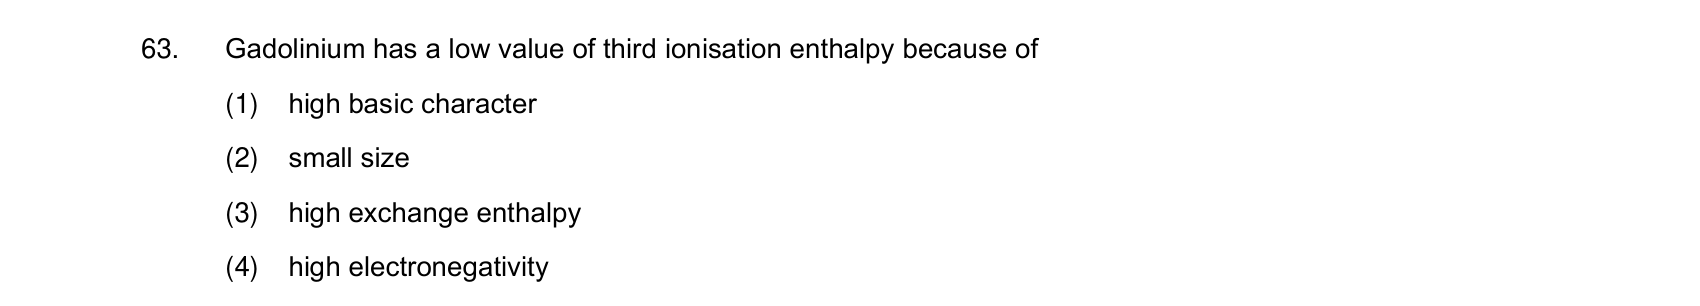 63. Gadolinium has a low value of third ionisation enthalpy because of
(1) high basic character
(2) small size
(3) high exchange enthalpy
(4) high electronegativity